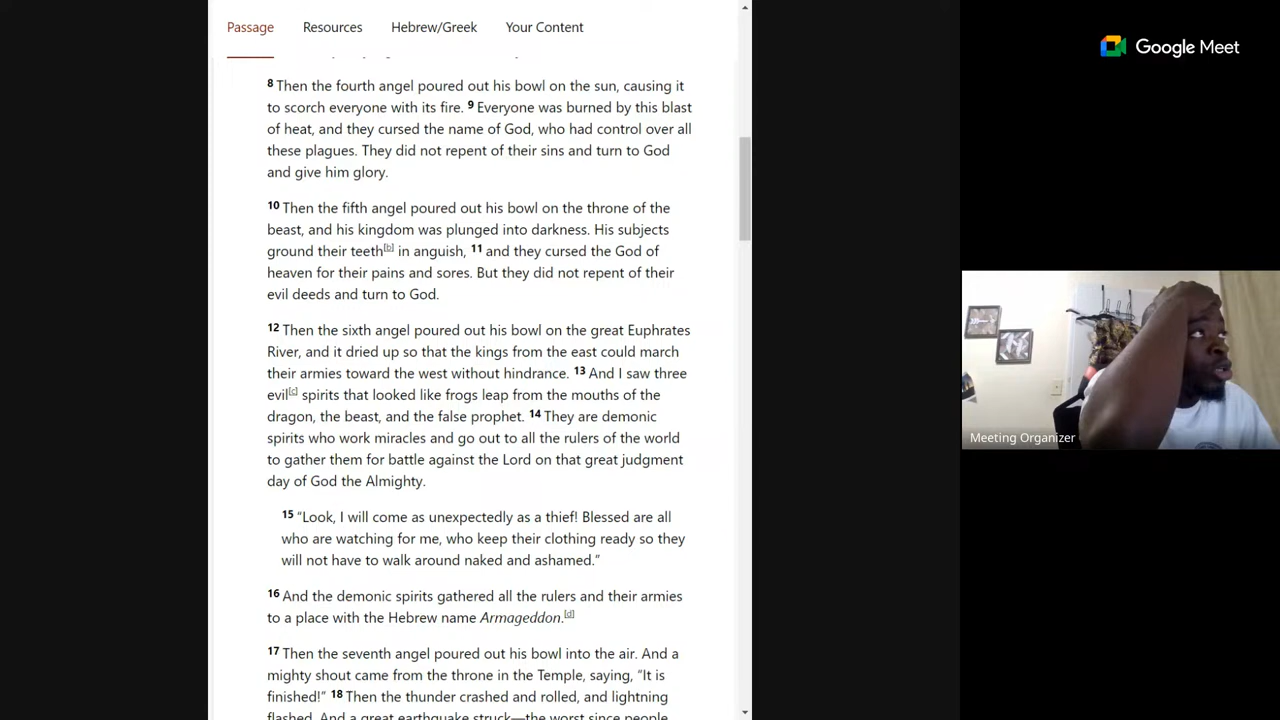 Passage
Resources
Hebrew/Greek
Your Content
8 Then the fourth angel poured out his bowl on the sun, causing it
to scorch everyone with its fire. 9 Everyone was burned by this blast
of heat, and they cursed the name of God, who had control over all
these plagues. They did not repent of their sins and turn to God
and give him glory.
10 Then the fifth angel poured out his bowl on the throne of the
beast, and his kingdom was plunged into darkness. His subjects
ground their teeth[b] in anguish, 11 and they cursed the God of
heaven for their pains and sores. But they did not repent of their
evil deeds and turn to God.
12 Then the sixth angel poured out his bowl on the great Euphrates
River, and it dried up so that the kings from the east could march
their armies toward the west without hindrance. 13 And I saw three
evil[c] spirits that looked like frogs leap from the mouths of the
dragon, the beast, and the false prophet. 14 They are demonic
spirits who work miracles and go out to all the rulers of the world
to gather them for battle against the Lord on that great judgment
day of God the Almighty.
15 “Look, I will come as unexpectedly as a thief! Blessed are all
who are watching for me, who keep their clothing ready so they
will not have to walk around naked and ashamed.”
16 And the demonic spirits gathered all the rulers and their armies
to a place with the Hebrew name Armageddon.[d]
17 Then the seventh angel poured out his bowl into the air. And a
mighty shout came from the throne in the Temple, saying, “It is
finished!” 18 Then the thunder crashed and rolled, and lightning
flashed. And a great earthquake struck—the worst since people
Google Meet
Meeting Organizer